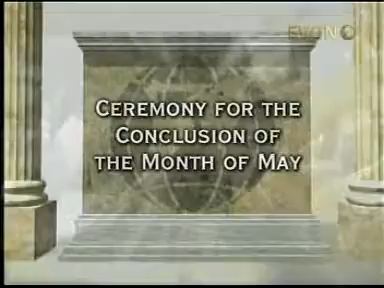 EWTN
CEREMONY FOR THE
CONCLUSION OF
THE MONTH OF MAY